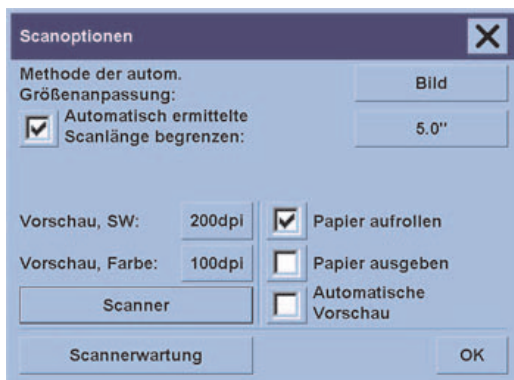 Scanoptionen
Methode der autom.
Größenanpassung:
Bild
Automatisch ermittelte
Scanlänge begrenzen:
5.0"
Vorschau, SW:
200dpi
Papier aufrollen
Vorschau, Farbe:
100dpi
Papier ausgeben
Scanner
Automatische
Vorschau
Scannerwartung
OK